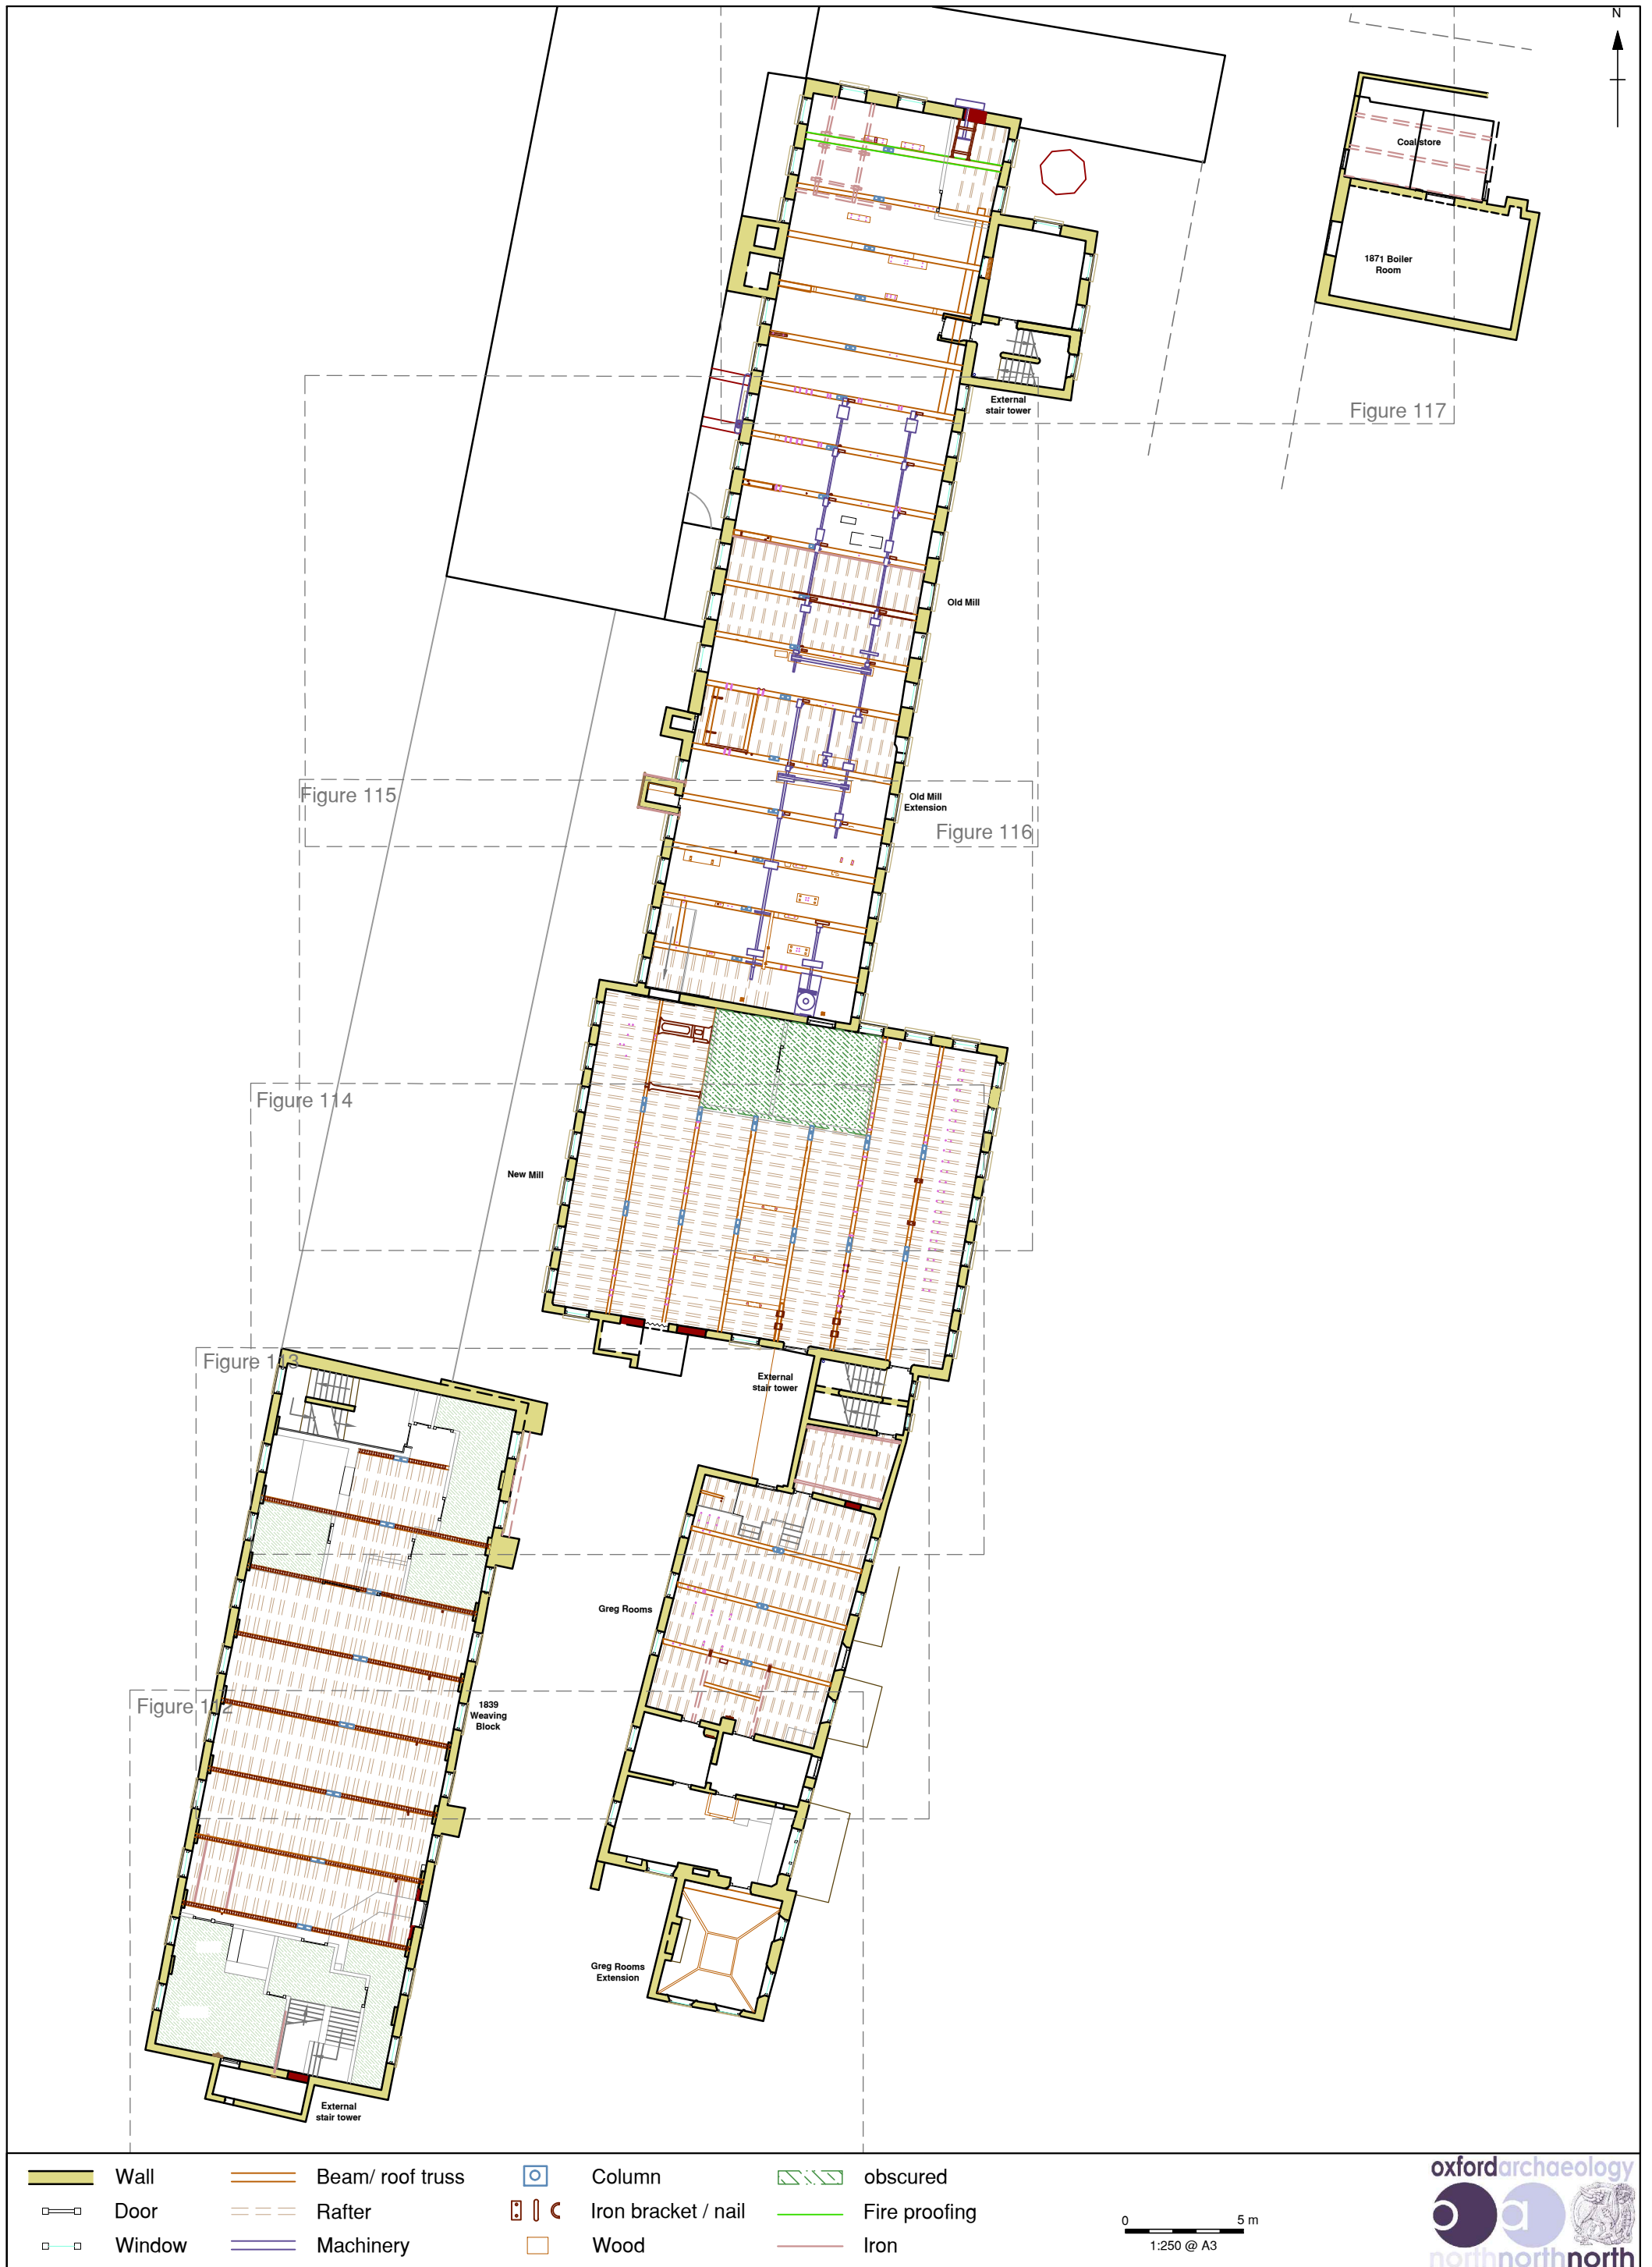 N
Coal store
1871 Boiler
Room
External
stair tower
Figure 117
Old Mill
Figure 115
Old Mill
Extension
Figure 116
Figure 114
New Mill
Figure 113
External
stair tower
Greg Rooms
Figure 112
1839
Weaving
Block
Greg Rooms
Extension
External
stair tower
Wall
Beam/ roof truss
Column
obscured
Door
Rafter
Iron bracket / nail
Fire proofing
Window
Machinery
Wood
Iron
0 5 m
1:250 @ A3
oxfordarchaeology
oa
northnorthnorth